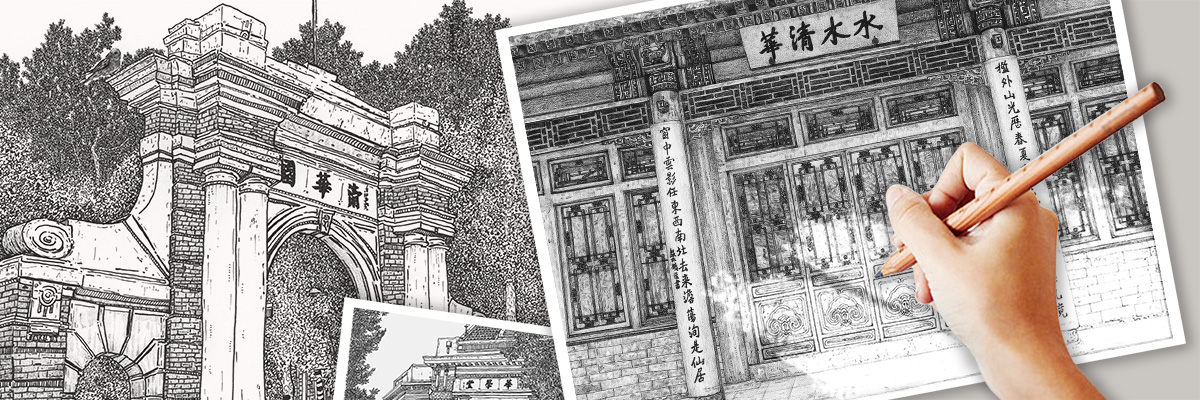 清華園
水木清華
檻外山光歷春夏
窗中雲影任東西南北去來澹蕩洵是仙居